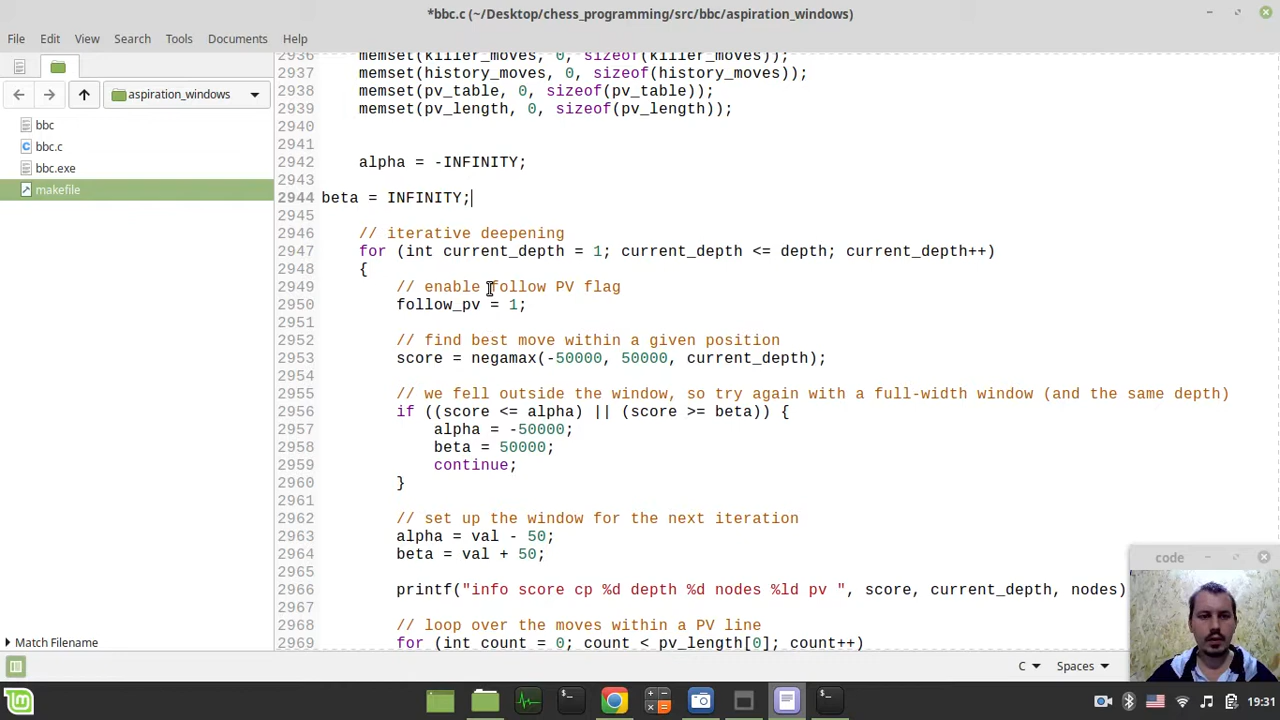 *bbc.c (~/Desktop/chess_programming/src/bbc/aspiration_windows)
File Edit View Search Tools Documents Help
aspiration_windows
bbc
bbc.c
bbc.exe
makefile
Match Filename
2936 memset(killer_moves, 0, sizeof(killer_moves));
2937 memset(history_moves, 0, sizeof(history_moves));
2938 memset(pv_table, 0, sizeof(pv_table));
2939 memset(pv_length, 0, sizeof(pv_length));
2940
2941
2942 alpha = -INFINITY;
2943
2944 beta = INFINITY;
2945
2946 // iterative deepening
2947 for (int current_depth = 1; current_depth <= depth; current_depth++)
2948 {
2949 // enable follow PV flag
2950 follow_pv = 1;
2951
2952 // find best move within a given position
2953 score = negamax(-50000, 50000, current_depth);
2954
2955 // we fell outside the window, so try again with a full-width window (and the same depth)
2956 if ((score <= alpha) || (score >= beta)) {
2957 alpha = -50000;
2958 beta = 50000;
2959 continue;
2960 }
2961
2962 // set up the window for the next iteration
2963 alpha = val - 50;
2964 beta = val + 50;
2965
2966 printf("info score cp %d depth %d nodes %ld pv ", score, current_depth, nodes)
2967
2968 // loop over the moves within a PV line
2969 for (int count = 0; count < pv_length[0]; count++)
code
C Spaces
19:31